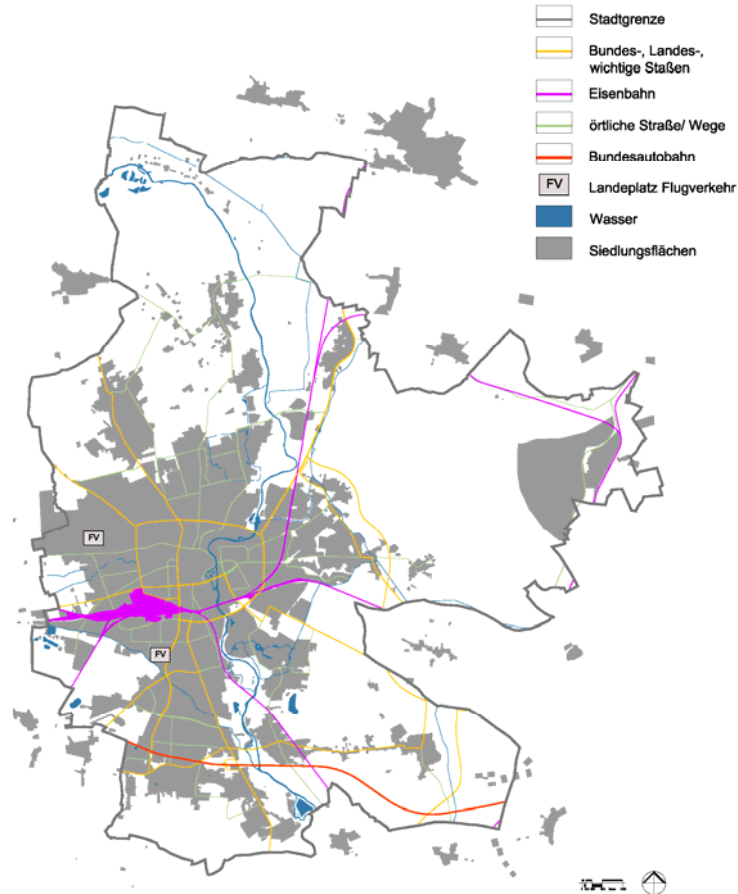 Stadtgrenze
Bundes-, Landes-,
wichtige Staßen
Eisenbahn
örtliche Straße/ Wege
Bundesautobahn
FV Landeplatz Flugverkehr
Wasser
Siedlungsflächen
FV
FV